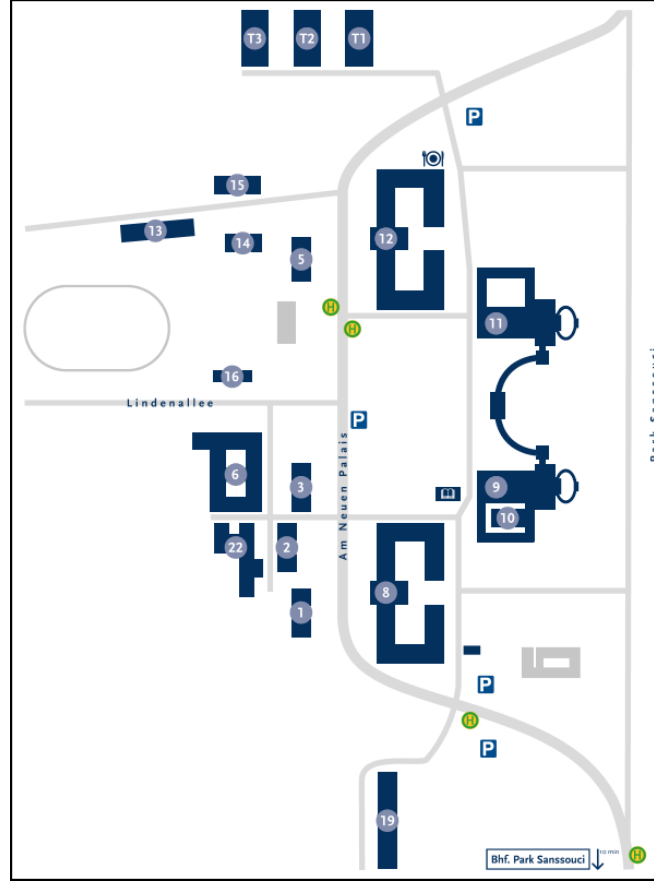 T3
T2
T1
P
15
13
14
12
5
11
H
H
16
Lindenallee
P
Am Neuen Palais
6
3
9
10
22
2
8
1
P
H
P
19
Bhf. Park Sanssouci
10 min
H